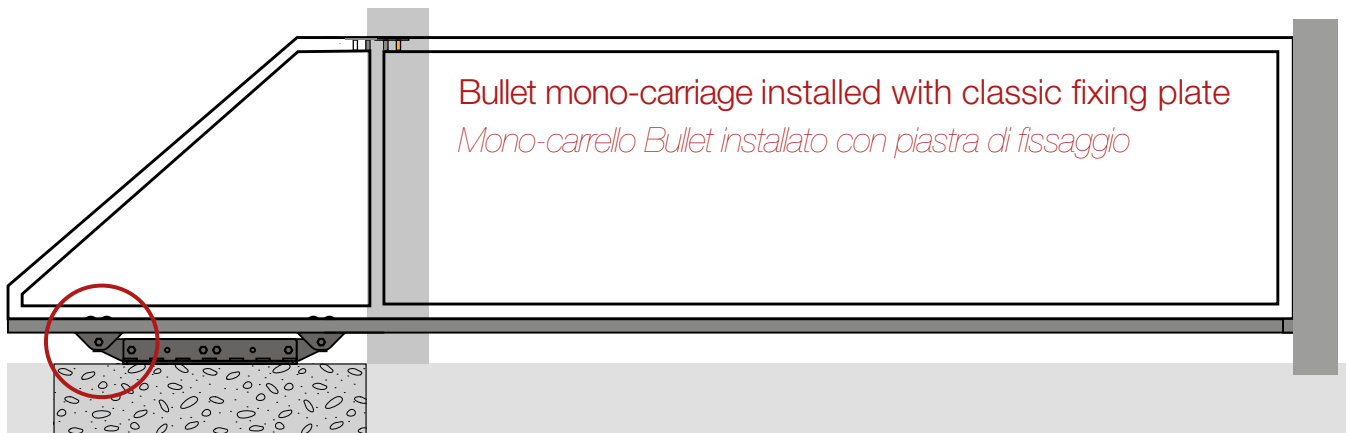 Bullet mono-carriage installed with classic fixing plate
Mono-carrello Bullet installato con piastra di fissaggio